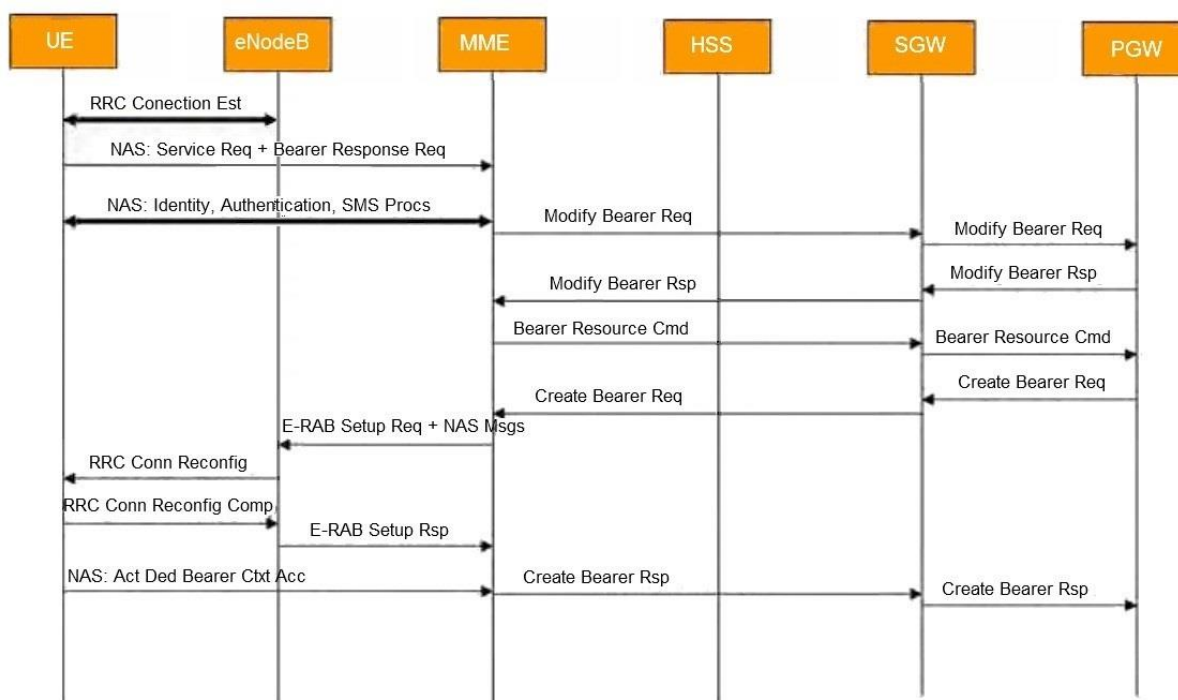 UE
eNodeB
MME
HSS
SGW
PGW
RRC Conection Est
NAS: Service Req + Bearer Response Req
NAS: Identity, Authentication, SMS Procs
Modify Bearer Req
Modify Bearer Req
Modify Bearer Rsp
Modify Bearer Rsp
Bearer Resource Cmd
Bearer Resource Cmd
Create Bearer Req
Create Bearer Req
E-RAB Setup Req + NAS Msgs
RRC Conn Reconfig
RRC Conn Reconfig Comp
E-RAB Setup Rsp
NAS: Act Ded Bearer Ctxt Acc
Create Bearer Rsp
Create Bearer Rsp